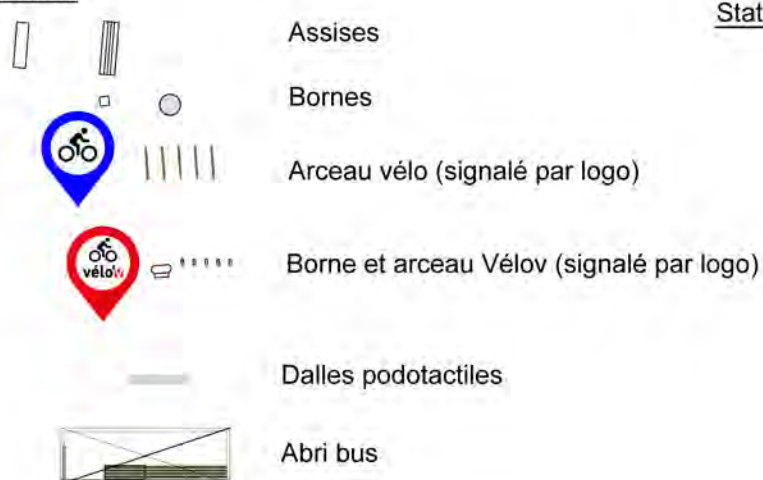 Stat
Assises
Bornes
Arceau vélo (signalé par logo)
vélo'v
Borne et arceau Vélov (signalé par logo)
Dalles podotactiles
Abri bus